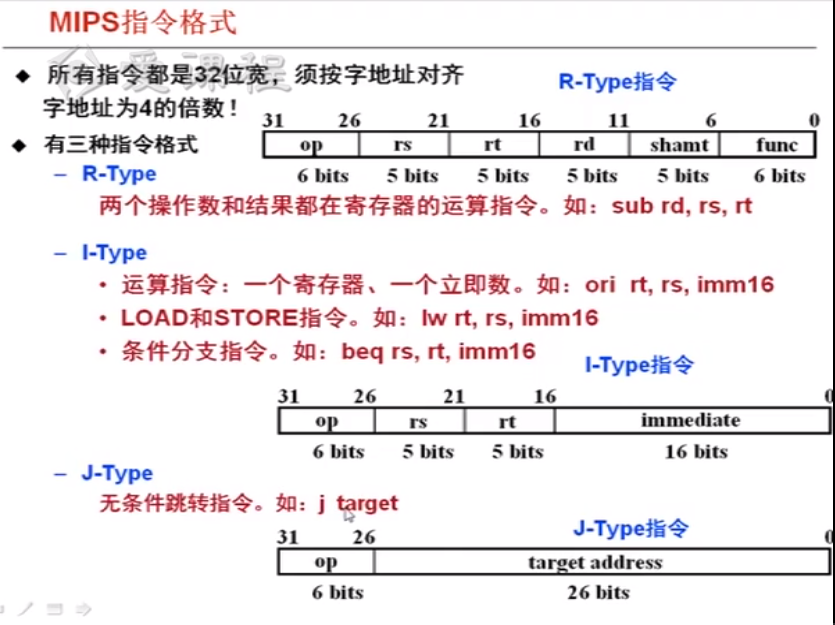 MIPS指令格式
爱课程
◆ 所有指令都是32位宽，须按字地址对齐
字地址为4的倍数！
R-Type指令
31 26 21 16 11 6 0
op rs rt rd shamt func
6 bits 5 bits 5 bits 5 bits 5 bits 6 bits
◆ 有三种指令格式
– R-Type
两个操作数和结果都在寄存器的运算指令。如：sub rd, rs, rt
– I-Type
• 运算指令：一个寄存器、一个立即数。如：ori rt, rs, imm16
• LOAD和STORE指令。如：lw rt, rs, imm16
• 条件分支指令。如：beq rs, rt, imm16
I-Type指令
31 26 21 16 0
op rs rt immediate
6 bits 5 bits 5 bits 16 bits
– J-Type
无条件跳转指令。如：j target
J-Type指令
31 26 0
op target address
6 bits 26 bits